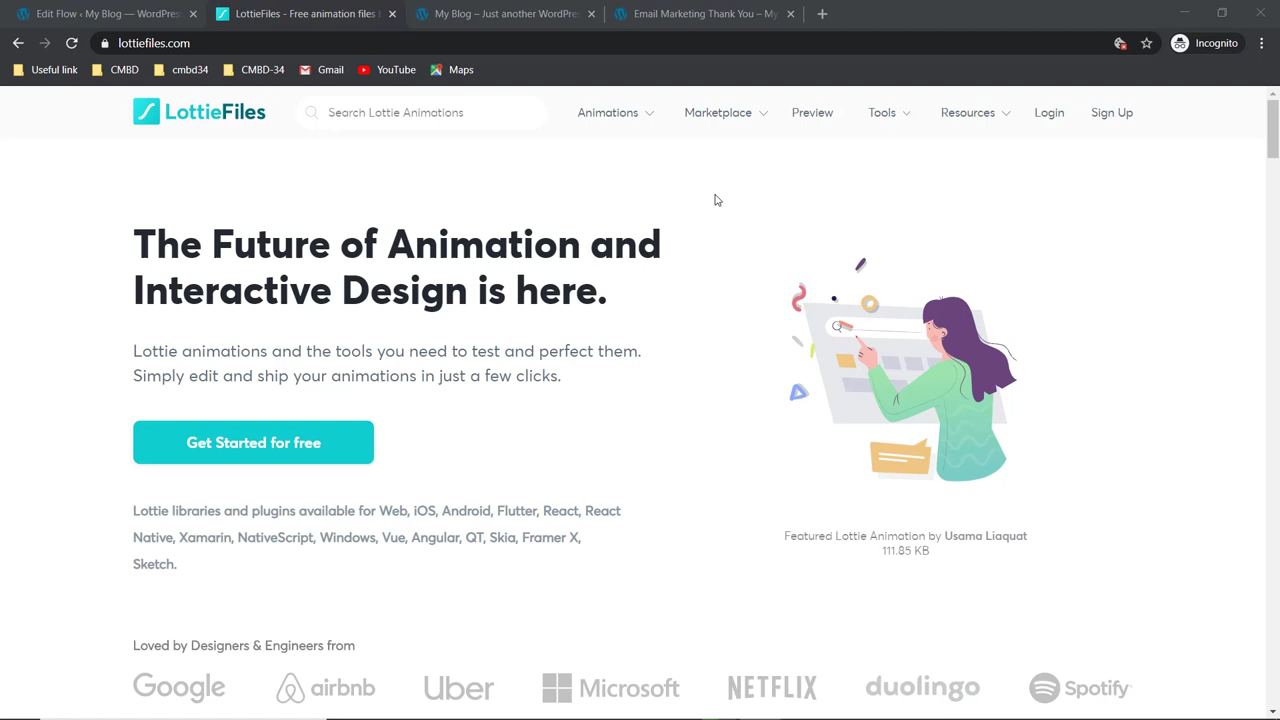 Edit Flow ‹ My Blog — WordPres
LottieFiles - Free animation files
My Blog – Just another WordPres
Email Marketing Thank You – My
lottiefiles.com
Incognito
Useful link
CMBD
cmbd34
CMBD-34
Gmail
YouTube
Maps
LottieFiles
Search Lottie Animations
Animations
Marketplace
Preview
Tools
Resources
Login
Sign Up
The Future of Animation and
Interactive Design is here.
Lottie animations and the tools you need to test and perfect them.
Simply edit and ship your animations in just a few clicks.
Get Started for free
Lottie libraries and plugins available for Web, iOS, Android, Flutter, React, React
Native, Xamarin, NativeScript, Windows, Vue, Angular, QT, Skia, Framer X,
Sketch.
Featured Lottie Animation by Usama Liaquat
111.85 KB
Loved by Designers & Engineers from
Google
airbnb
Uber
Microsoft
NETFLIX
duolingo
Spotify